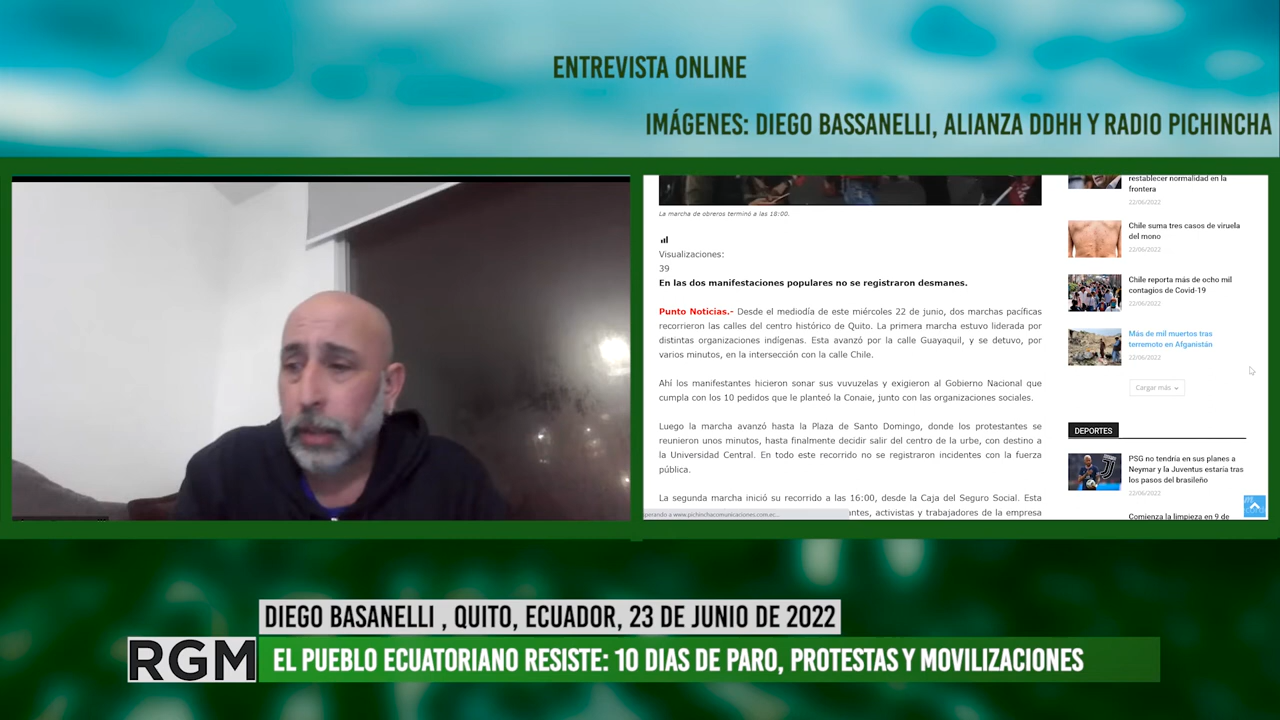 ENTREVISTA ONLINE
IMÁGENES: DIEGO BASSANELLI, ALIANZA DDHH Y RADIO PICHINCHA
La marcha de obreros terminó a las 18:00.
Visualizaciones:
39
En las dos manifestaciones populares no se registraron desmanes.
Punto Noticias.- Desde el mediodía de este miércoles 22 de junio, dos marchas pacíficas
recorrieron las calles del centro histórico de Quito. La primera marcha estuvo liderada por
distintas organizaciones indígenas. Esta avanzó por la calle Guayaquil, y se detuvo, por
varios minutos, en la intersección con la calle Chile.
Ahí los manifestantes hicieron sonar sus vuvuzelas y exigieron al Gobierno Nacional que
cumpla con los 10 pedidos que le planteó la Conaie, junto con las organizaciones sociales.
Luego la marcha avanzó hasta la Plaza de Santo Domingo, donde los protestantes se
reunieron unos minutos, hasta finalmente decidir salir del centro de la urbe, con destino a
la Universidad Central. En todo este recorrido no se registraron incidentes con la fuerza
pública.
La segunda marcha inició su recorrido a las 16:00, desde la Caja del Seguro Social. Esta
antes, activistas y trabajadores de la empresa
perando a www.pichinchacomunicaciones.com.ec...
restablecer normalidad en la
frontera
22/06/2022
Chile suma tres casos de viruela
del mono
22/06/2022
Chile reporta más de ocho mil
contagios de Covid-19
22/06/2022
Más de mil muertos tras
terremoto en Afganistán
22/06/2022
Cargar más
DEPORTES
PSG no tendría en sus planes a
Neymar y la Juventus estaría tras
los pasos del brasileño
22/06/2022
Comienza la limpieza en 9 de
DIEGO BASANELLI , QUITO, ECUADOR, 23 DE JUNIO DE 2022
RGM
EL PUEBLO ECUATORIANO RESISTE: 10 DIAS DE PARO, PROTESTAS Y MOVILIZACIONES